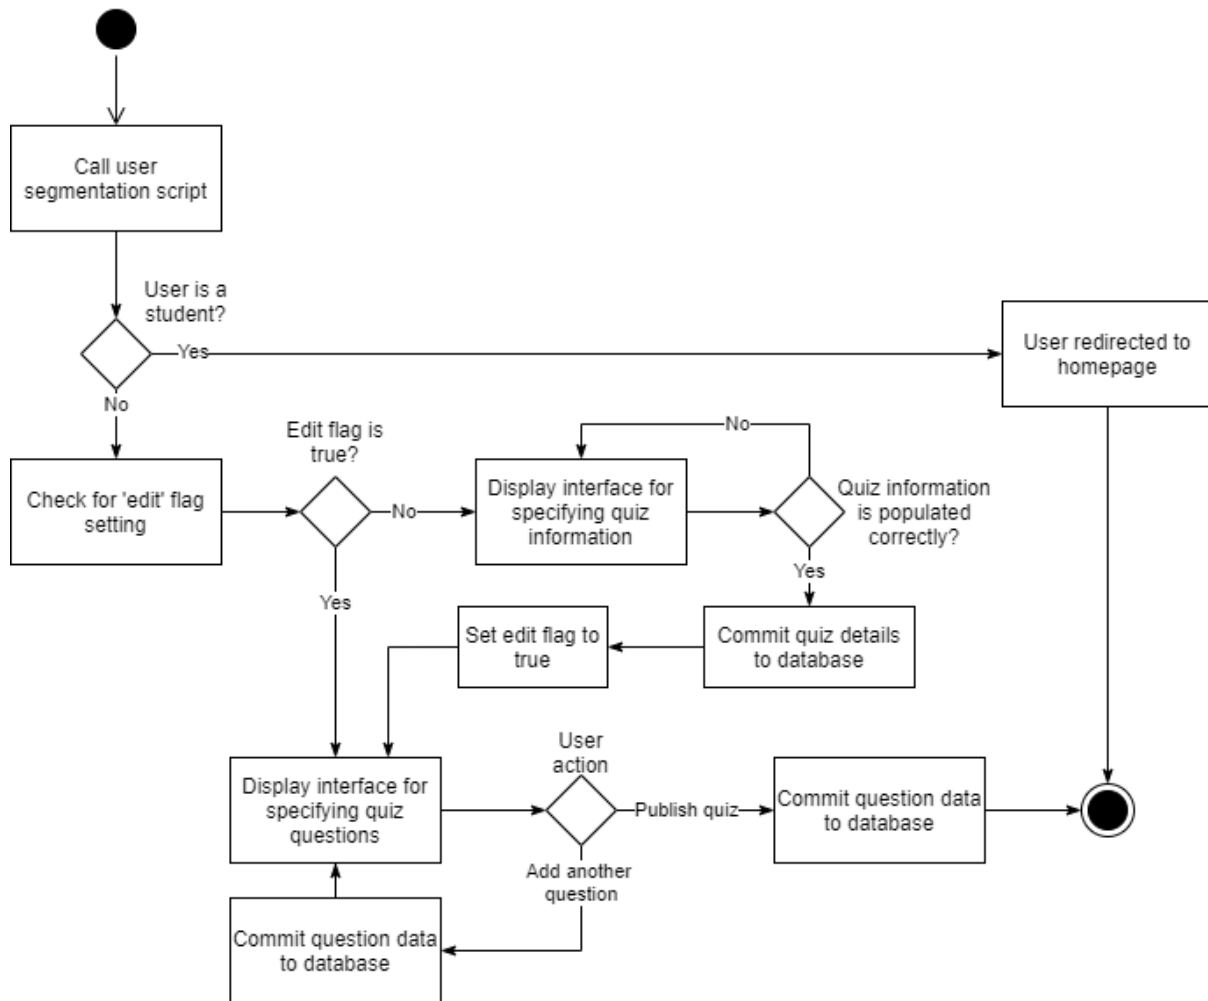 Call user
segmentation script
User is a
student?
Yes
User redirected to
homepage
No
Edit flag is
true?
No
Check for 'edit' flag
setting
No
Display interface for
specifying quiz
information
Quiz information
is populated
correctly?
Yes
Yes
Set edit flag to
true
Commit quiz details
to database
User
action
Display interface for
specifying quiz
questions
Publish quiz
Commit question data
to database
Add another
question
Commit question data
to database